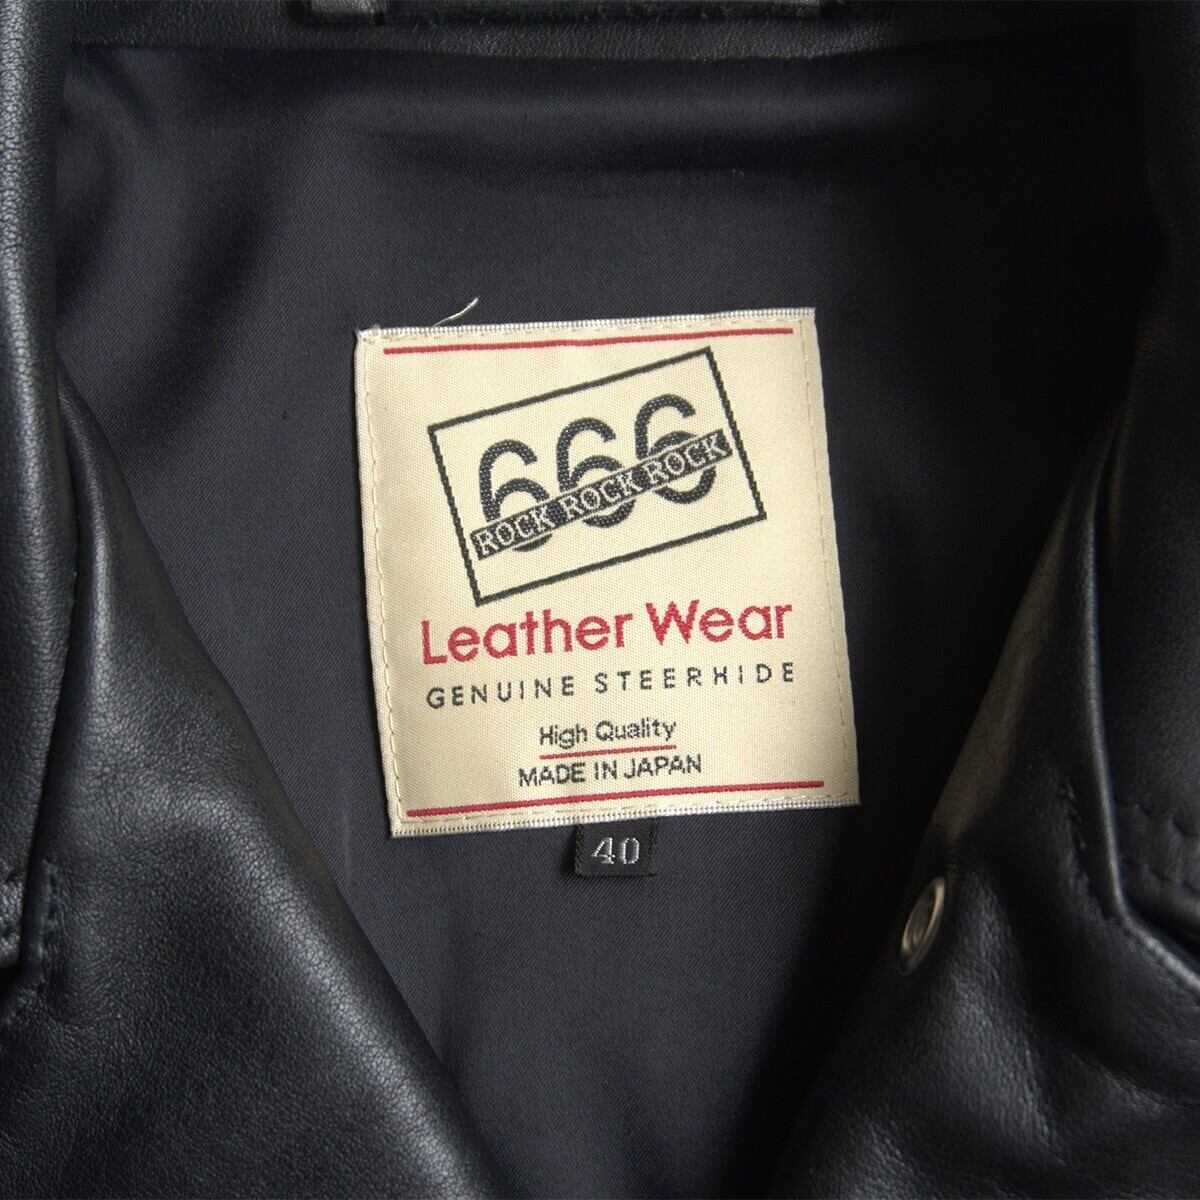 666
ROCK ROCK ROCK
Leather Wear
GENUINE STEERHIDE
High Quality
MADE IN JAPAN
40